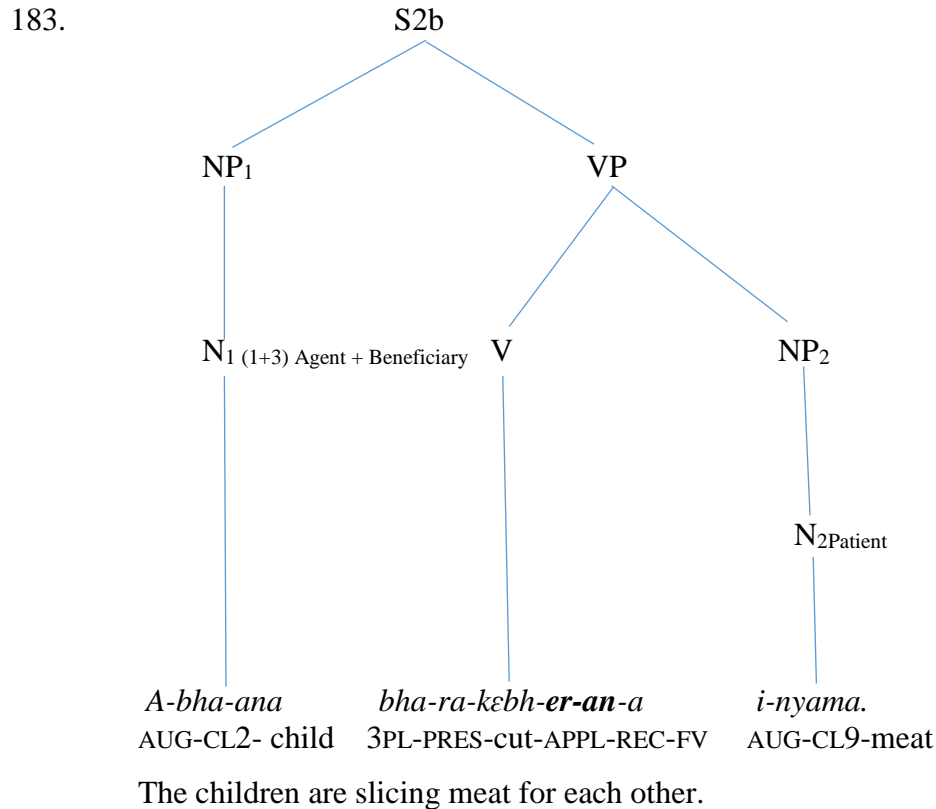 183. S2b
NP1 VP
N1 (1+3) Agent + Beneficiary V NP2
N2Patient
A-bha-ana bha-ra-kɛbh-er-an-a i-nyama.
AUG-CL2- child 3PL-PRES-cut-APPL-REC-FV AUG-CL9-meat
The children are slicing meat for each other.